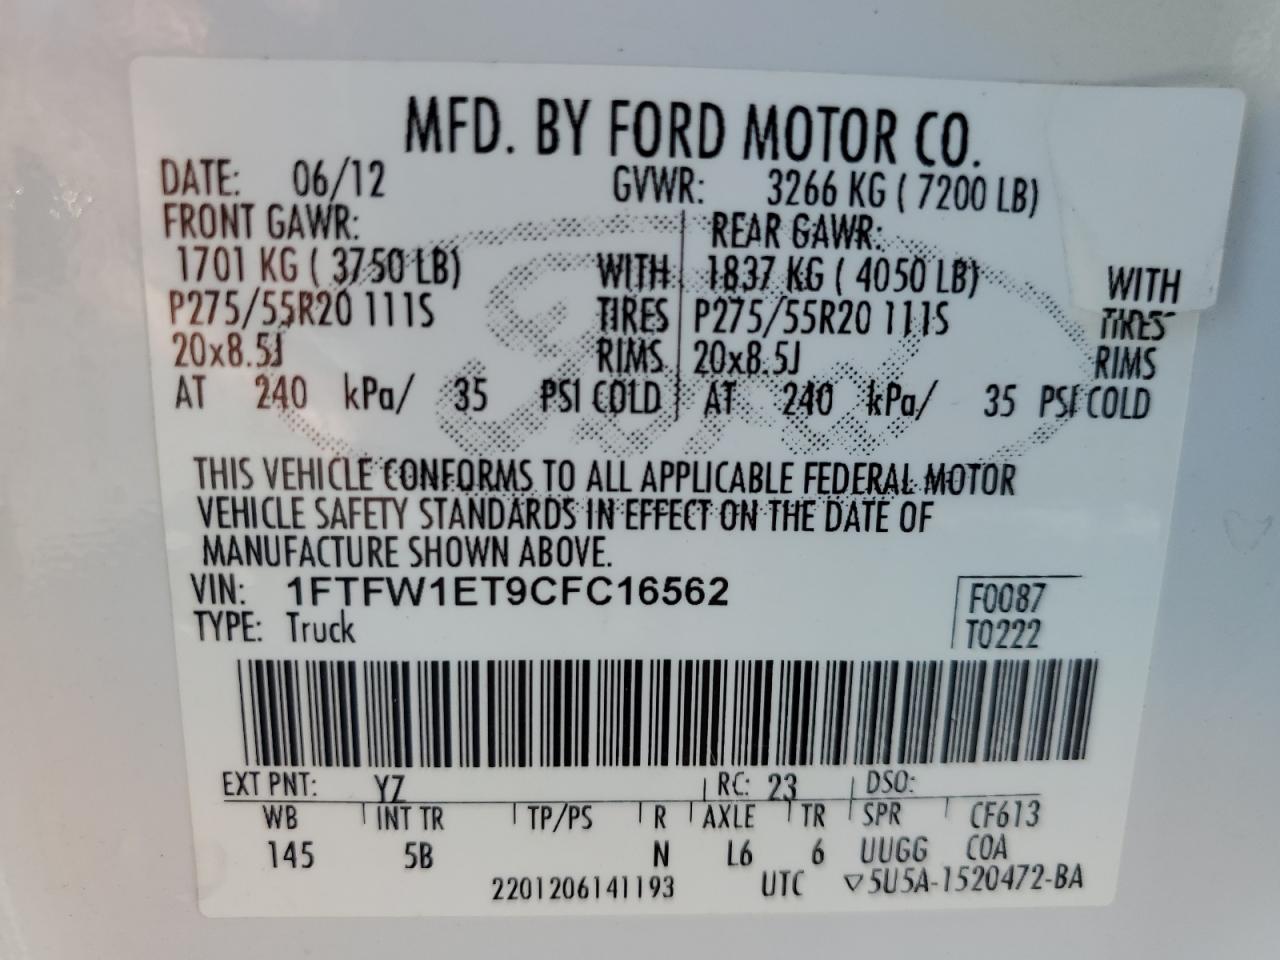 MFD. BY FORD MOTOR CO.
DATE: 06/12 GVWR: 3266 KG ( 7200 LB)
FRONT GAWR: REAR GAWR:
1701 KG ( 3750 LB) WITH 1837 KG ( 4050 LB) WITH
P275/55R20 111S TIRES P275/55R20 111S TIRES
20x8.5J RIMS 20x8.5J RIMS
AT 240 kPa/ 35 PSI COLD AT 240 kPa/ 35 PSI COLD
Ford
THIS VEHICLE CONFORMS TO ALL APPLICABLE FEDERAL MOTOR
VEHICLE SAFETY STANDARDS IN EFFECT ON THE DATE OF
MANUFACTURE SHOWN ABOVE.
VIN: 1FTFW1ET9CFC16562 F0087
TYPE: Truck T0222
EXT PNT: YZ RC: 23 DSO:
WB INT TR TP/PS R AXLE TR SPR CF613
145 5B N L6 6 UUGG COA
2201206141193 UTC ▽5U5A-1520472-BA